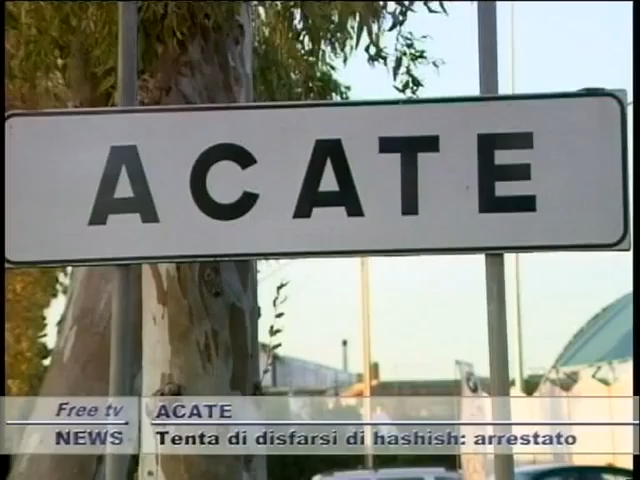 ACATE
Free tv
NEWS
ACATE
Tenta di disfarsi di hashish: arrestato